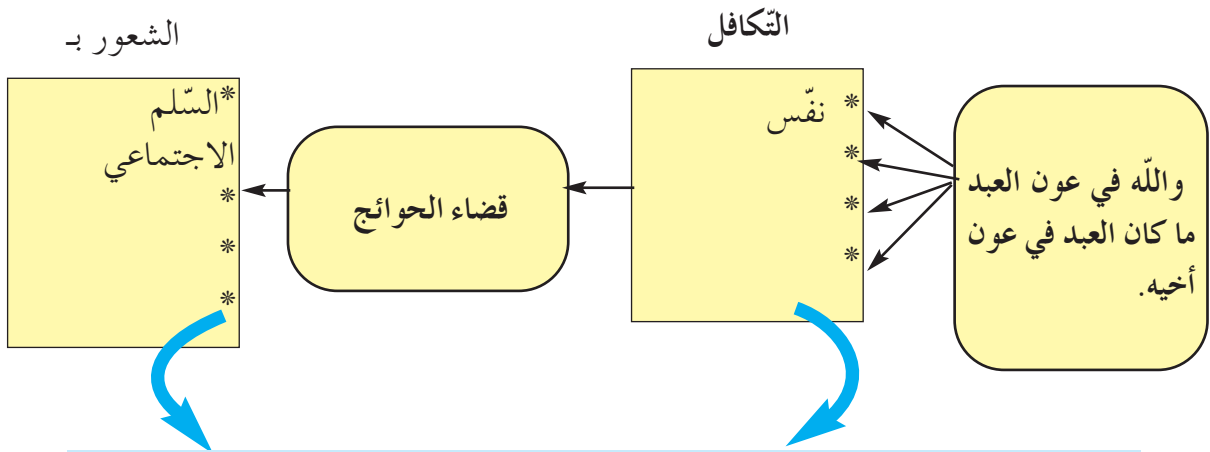 التّكافل
الشعور بـ
والله في عون العبد
ما كان العبد في عون
أخيه.
* نفّس
*
*
*
قضاء الحوائج
*السّلم
الاجتماعي
*
*
*